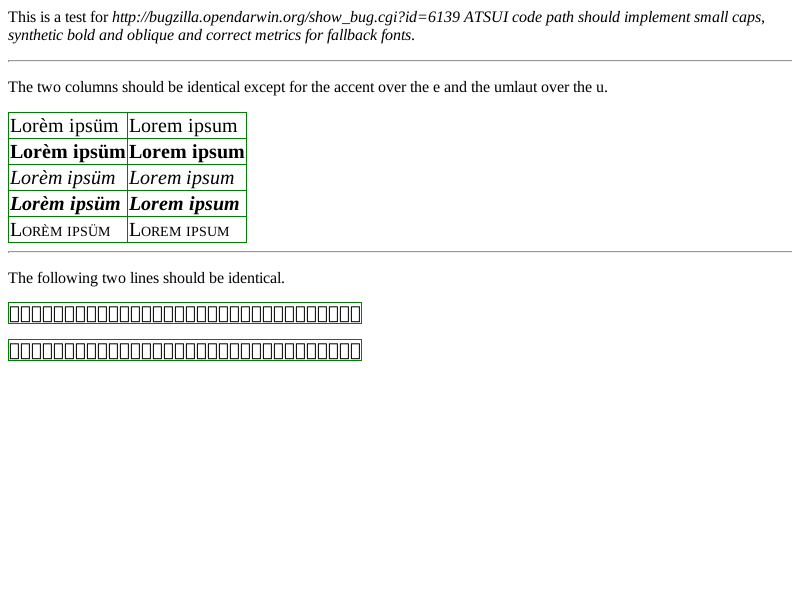 This is a test for http://bugzilla.opendarwin.org/show_bug.cgi?id=6139 ATSUI code path should implement small caps,
synthetic bold and oblique and correct metrics for fallback fonts.
The two columns should be identical except for the accent over the e and the umlaut over the u.
Lorèm ipsüm Lorem ipsum
Lorèm ipsüm Lorem ipsum
Lorèm ipsüm Lorem ipsum
Lorèm ipsüm Lorem ipsum
Lorèm ipsüm Lorem ipsum
The following two lines should be identical.